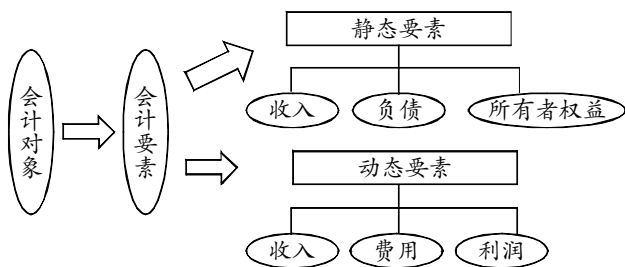 会计对象
会计要素
静态要素
收入 负债 所有者权益
动态要素
收入 费用 利润